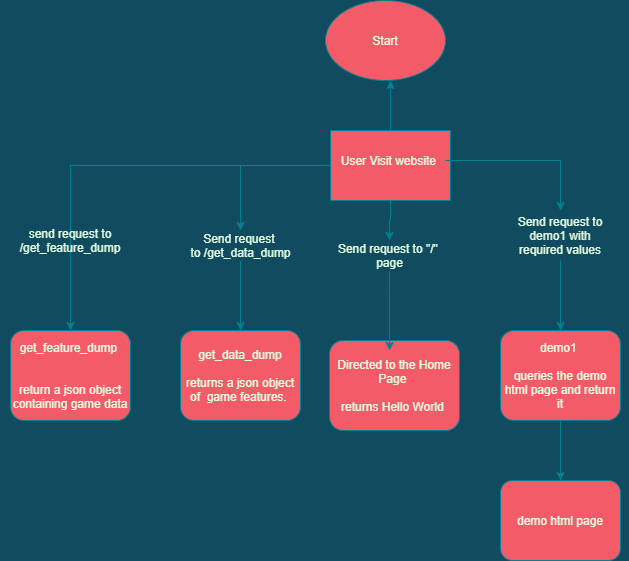 Start
User Visit website
send request to
/get_feature_dump
Send request
to /get_data_dump
Send request to "/"
page
Send request to
demo1 with
required values
get_feature_dump
return a json object
containing game data
get_data_dump
returns a json object
of game features.
Directed to the Home
Page
returns Hello World
demo1
queries the demo
html page and return
it
demo html page